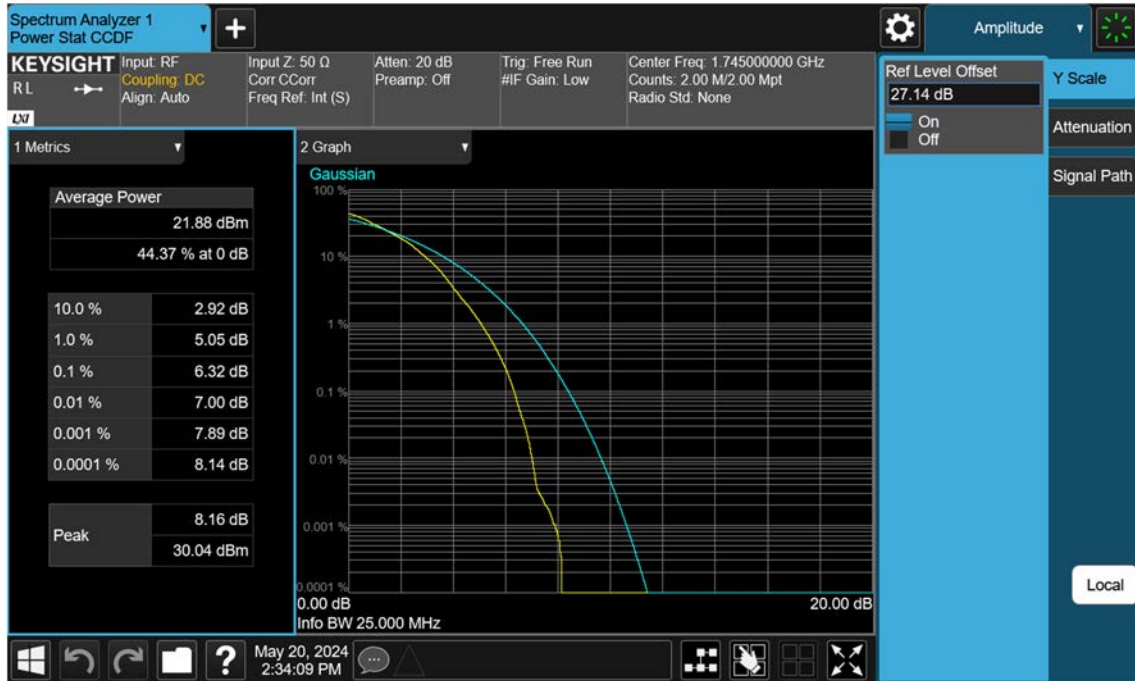 Spectrum Analyzer 1
Power Stat CCDF
Amplitude
KEYSIGHT
R L
LXI
Input: RF
Coupling: DC
Align: Auto
Input Z: 50 Ω
Corr CCorr
Freq Ref: Int (S)
Atten: 20 dB
Preamp: Off
Trig: Free Run
#IF Gain: Low
Center Freq: 1.745000000 GHz
Counts: 2.00 M/2.00 Mpt
Radio Std: None
Ref Level Offset
27.14 dB
On
Off
Y Scale
Attenuation
Signal Path
1 Metrics
Average Power
21.88 dBm
44.37 % at 0 dB
10.0 % 2.92 dB
1.0 % 5.05 dB
0.1 % 6.32 dB
0.01 % 7.00 dB
0.001 % 7.89 dB
0.0001 % 8.14 dB
Peak
8.16 dB
30.04 dBm
2 Graph
Gaussian
100 %
10 %
1 %
0.1 %
0.01 %
0.001 %
0.0001 %
0.00 dB 20.00 dB
Info BW 25.000 MHz
Local
?
May 20, 2024
2:34:09 PM